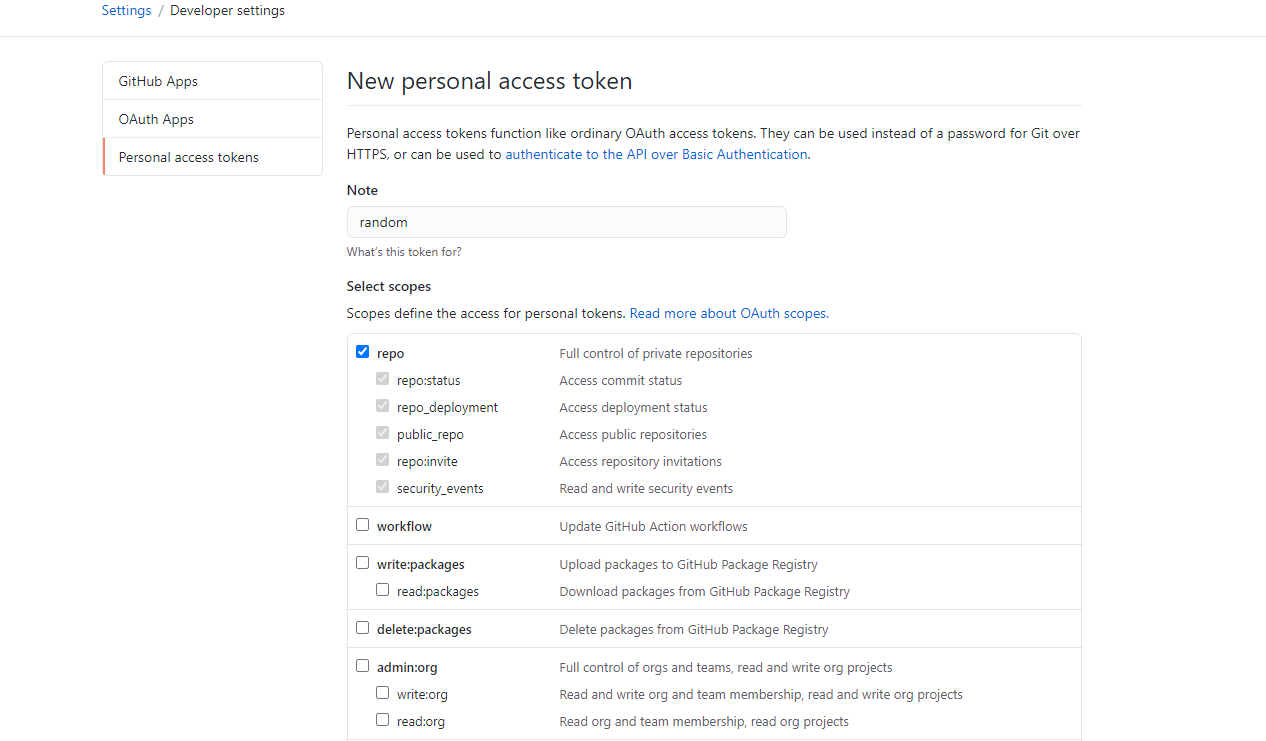 Settings / Developer settings
GitHub Apps
OAuth Apps
Personal access tokens
New personal access token
Personal access tokens function like ordinary OAuth access tokens. They can be used instead of a password for Git over
HTTPS, or can be used to authenticate to the API over Basic Authentication.
Note
random
What's this token for?
Select scopes
Scopes define the access for personal tokens. Read more about OAuth scopes.
repo Full control of private repositories
repo:status Access commit status
repo_deployment Access deployment status
public_repo Access public repositories
repo:invite Access repository invitations
security_events Read and write security events
workflow Update GitHub Action workflows
write:packages Upload packages to GitHub Package Registry
read:packages Download packages from GitHub Package Registry
delete:packages Delete packages from GitHub Package Registry
admin:org Full control of orgs and teams, read and write org projects
write:org Read and write org and team membership, read and write org projects
read:org Read org and team membership, read org projects